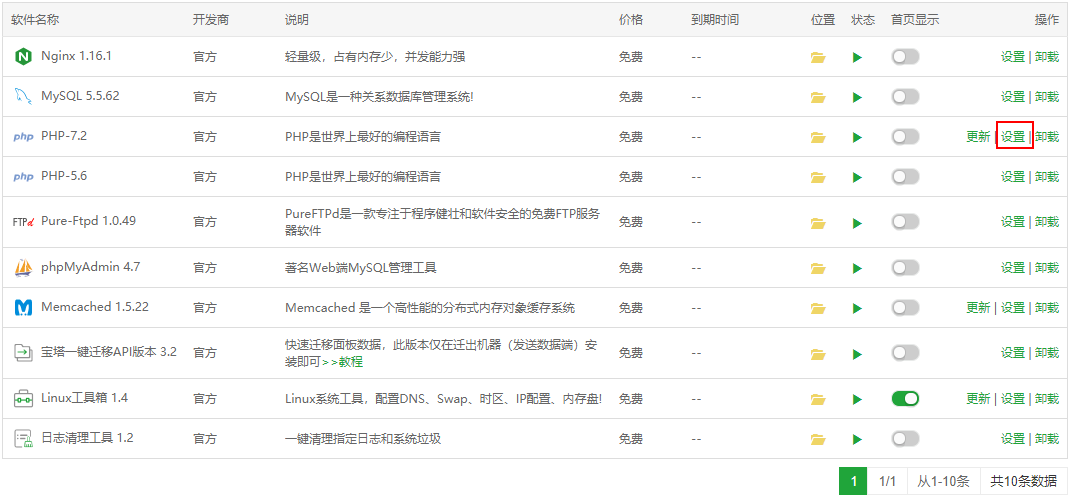 软件名称 开发商 说明 价格 到期时间 位置 状态 首页显示 操作
Nginx 1.16.1 官方 轻量级，占有内存少，并发能力强 免费 -- 设置 | 卸载
MySQL 5.5.62 官方 MySQL是一种关系数据库管理系统! 免费 -- 设置 | 卸载
php PHP-7.2 官方 PHP是世界上最好的编程语言 免费 -- 更新 | 设置 | 卸载
php PHP-5.6 官方 PHP是世界上最好的编程语言 免费 -- 设置 | 卸载
FTPd Pure-Ftpd 1.0.49 官方 PureFTPd是一款专注于程序健壮和软件安全的免费FTP服务
器软件 免费 -- 设置 | 卸载
phpMyAdmin 4.7 官方 著名Web端MySQL管理工具 免费 -- 设置 | 卸载
Memcached 1.5.22 官方 Memcached 是一个高性能的分布式内存对象缓存系统 免费 -- 更新 | 设置 | 卸载
宝塔一键迁移API版本 3.2 官方 快速迁移面板数据，此版本仅在迁出机器（发送数据端）安
装即可>>教程 免费 -- 设置 | 卸载
Linux工具箱 1.4 官方 Linux系统工具，配置DNS、Swap、时区、IP配置、内存盘! 免费 -- 更新 | 设置 | 卸载
日志清理工具 1.2 官方 一键清理指定日志和系统垃圾 免费 -- 设置 | 卸载
1 1/1 从1-10条 共10条数据